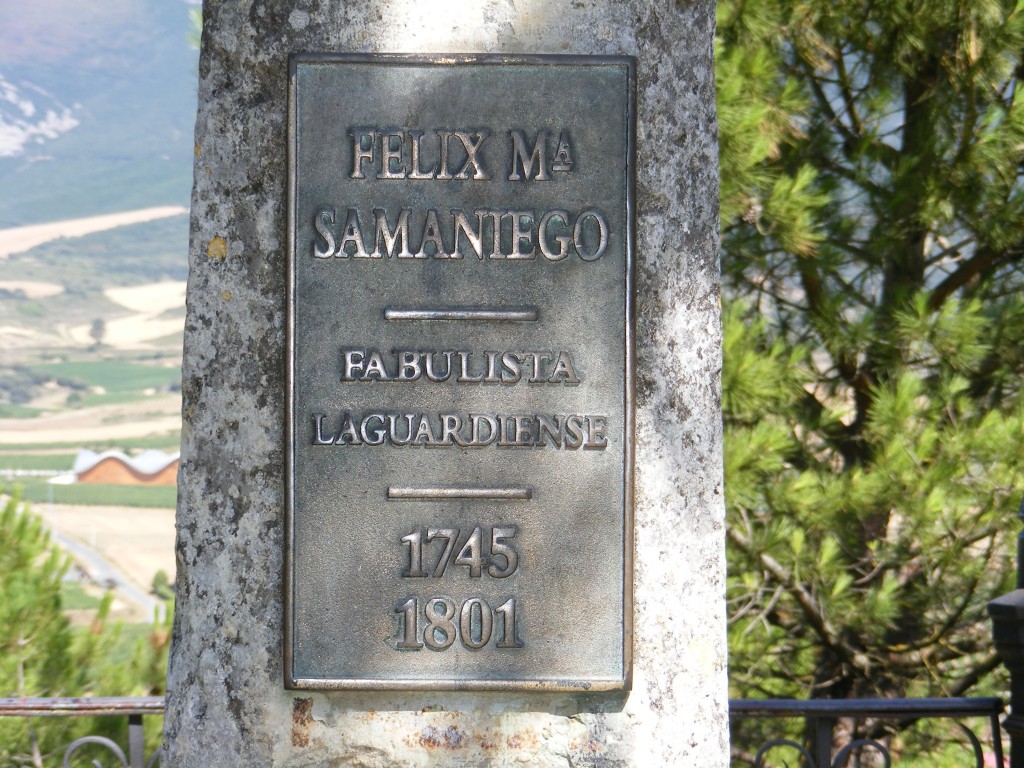 FELIX Mª
SAMANIEGO
FABULISTA
LAGUARDIENSE
1745
1801